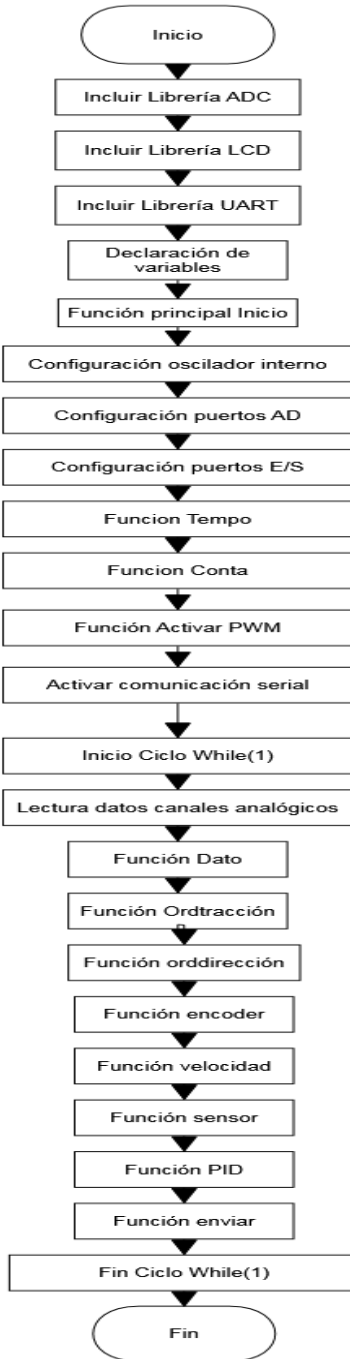 Inicio
Incluir Librería ADC
Incluir Librería LCD
Incluir Librería UART
Declaración de
variables
Función principal Inicio
Configuración oscilador interno
Configuración puertos AD
Configuración puertos E/S
Funcion Tempo
Funcion Conta
Función Activar PWM
Activar comunicación serial
Inicio Ciclo While(1)
Lectura datos canales analógicos
Función Dato
Función Ordtracción
Función orddirección
Función encoder
Función velocidad
Función sensor
Función PID
Función enviar
Fin Ciclo While(1)
Fin